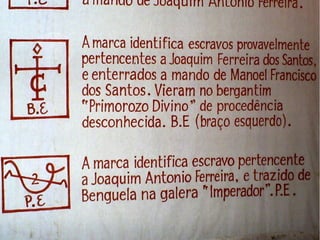 P.E
a mando de Joaquim Antonio Ferreira.
A marca identifica escravos provavelmente
pertencentes a Joaquim Ferreira dos Santos,
e enterrados a mando de Manoel Francisco
dos Santos. Vieram no bergantim
"Primorozo Divino" de procedência
desconhecida. B.E (braço esquerdo).
B.E
A marca identifica escravo pertencente
a Joaquim Antonio Ferreira, e trazido de
Benguela na galera "Imperador". P.E.
2
P.E